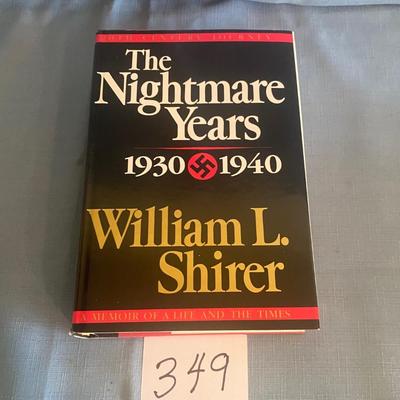 20TH CENTURY JOURNEY
The
Nightmare
Years
1930 1940
William L.
Shirer
A MEMOIR OF A LIFE AND THE TIMES
349